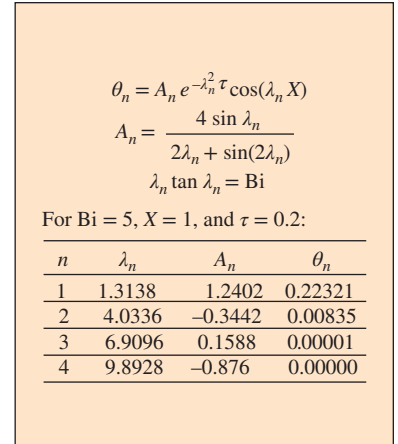 θₙ = Aₙ e^{−λₙ² τ} cos(λₙ X)
Aₙ = 4 sin λₙ / (2λₙ + sin(2λₙ))
λₙ tan λₙ = Bi
For Bi = 5, X = 1, and τ = 0.2:
n λₙ Aₙ θₙ
1 1.3138 1.2402 0.22321
2 4.0336 −0.3442 0.00835
3 6.9096 0.1588 0.00001
4 9.8928 −0.876 0.00000